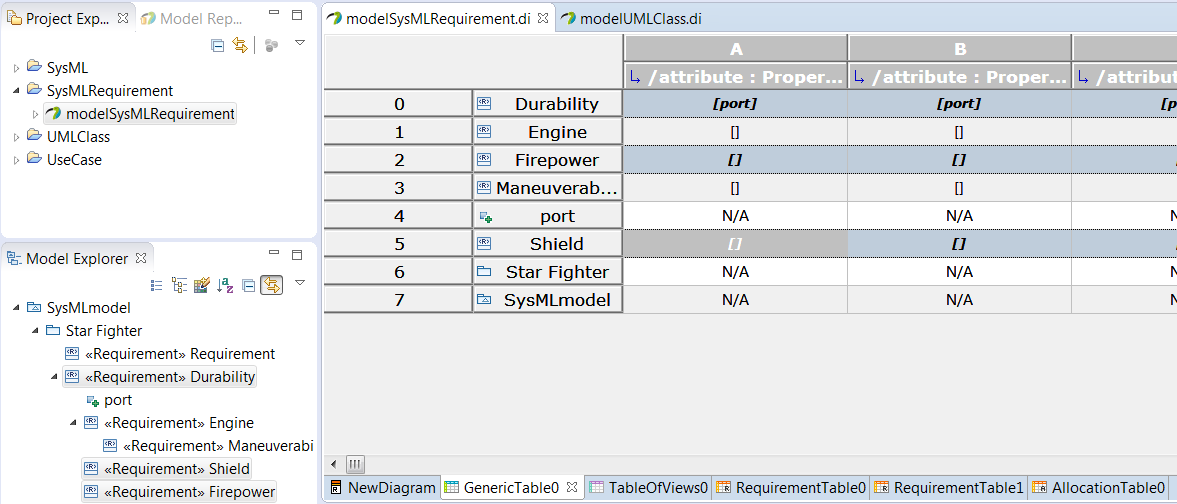 Project Exp...
Model Rep...
SysML
SysMLRequirement
modelSysMLRequirement
UMLClass
UseCase
Model Explorer
SysMLmodel
Star Fighter
«Requirement» Requirement
«Requirement» Durability
port
«Requirement» Engine
«Requirement» Maneuverabi
«Requirement» Shield
«Requirement» Firepower
modelSysMLRequirement.di
modelUMLClass.di
A B
/attribute : Proper... /attribute : Proper... /attribut
0 Durability [port] [port] [p
1 Engine [] []
2 Firepower [] []
3 Maneuverab... [] []
4 port N/A N/A N
5 Shield [] []
6 Star Fighter N/A N/A N
7 SysMLmodel N/A N/A N
NewDiagram GenericTable0 TableOfViews0 RequirementTable0 RequirementTable1 AllocationTable0